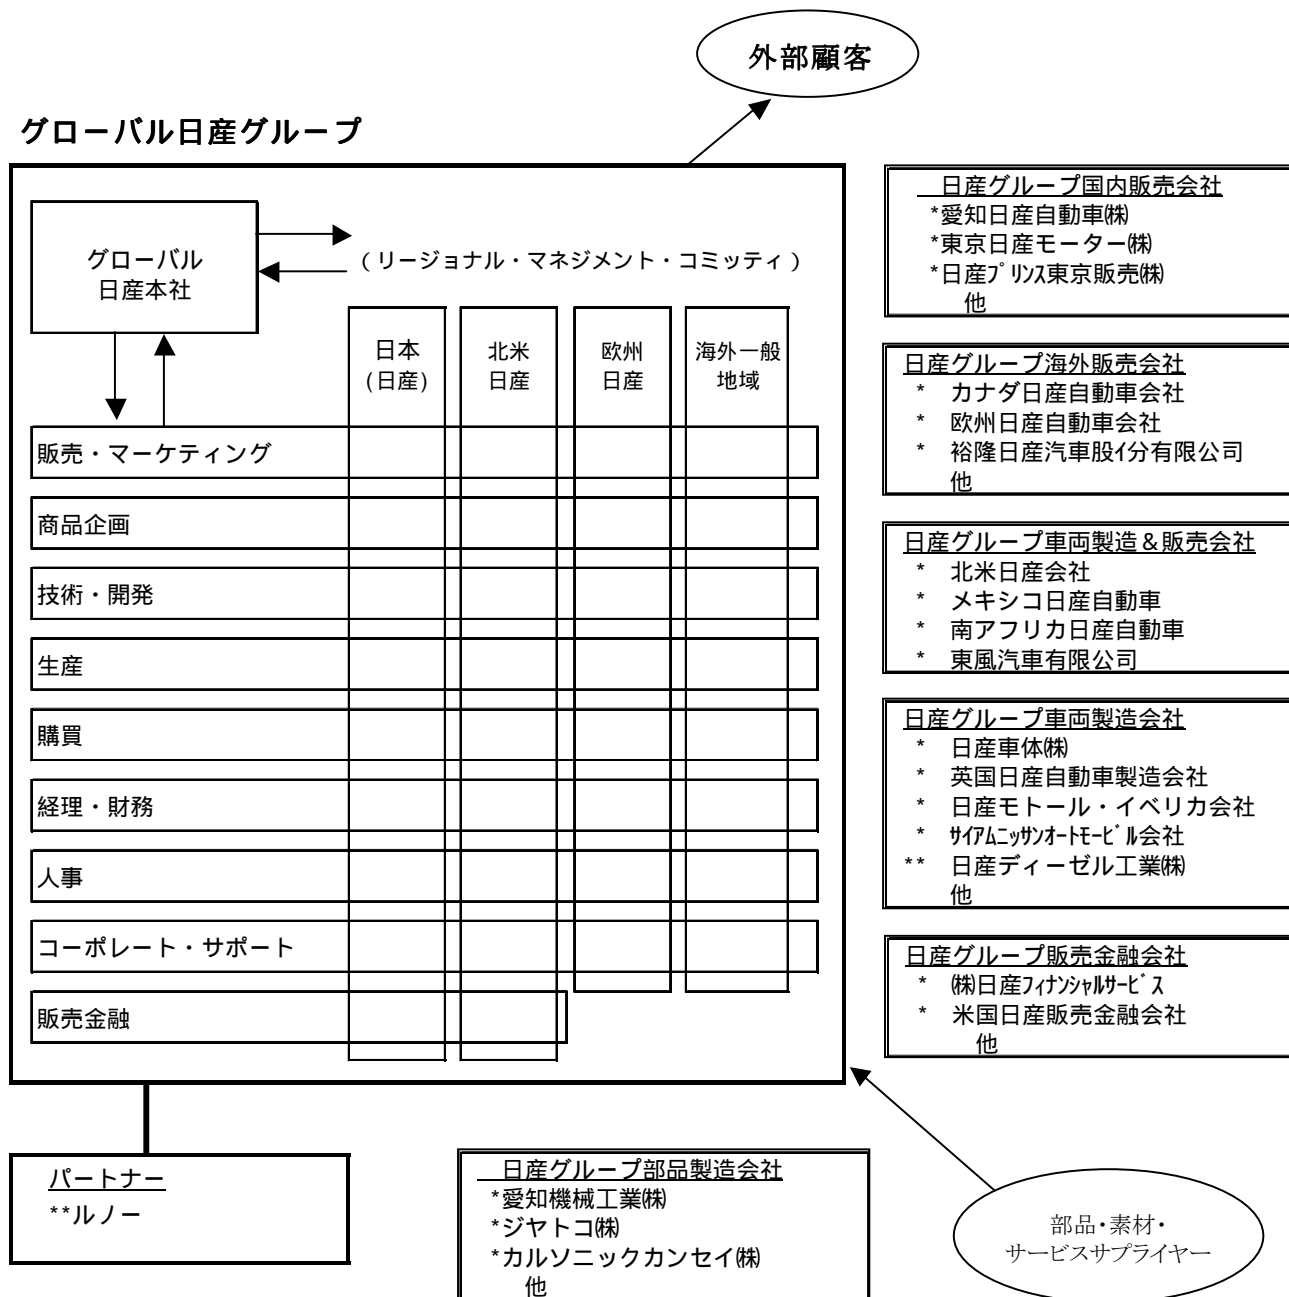 外部顧客
グローバル日産グループ
グローバル
日産本社
(リージョナル・マネジメント・コミッティ)
日本
(日産)
北米
日産
欧州
日産
海外一般
地域
販売・マーケティング
商品企画
技術・開発
生産
購買
経理・財務
人事
コーポレート・サポート
販売金融
日産グループ国内販売会社
*愛知日産自動車㈱
*東京日産モーター㈱
*日産ﾌﾟﾘﾝｽ東京販売㈱
他
日産グループ海外販売会社
* カナダ日産自動車会社
* 欧州日産自動車会社
* 裕隆日産汽車股ｲ分有限公司
他
日産グループ車両製造&販売会社
* 北米日産会社
* メキシコ日産自動車
* 南アフリカ日産自動車
* 東風汽車有限公司
日産グループ車両製造会社
* 日産車体㈱
* 英国日産自動車製造会社
* 日産モトール・イベリカ会社
* ｻｲｱﾑﾆｯｻﾝｵｰﾄﾓｰﾋﾞﾙ会社
** 日産ディーゼル工業㈱
他
日産グループ販売金融会社
* ㈱日産ﾌｨﾅﾝｼｬﾙｻｰﾋﾞｽ
* 米国日産販売金融会社
他
パートナー
**ルノー
日産グループ部品製造会社
*愛知機械工業㈱
*ジヤトコ㈱
*カルソニックカンセイ㈱
他
部品・素材・
サービスサプライヤー